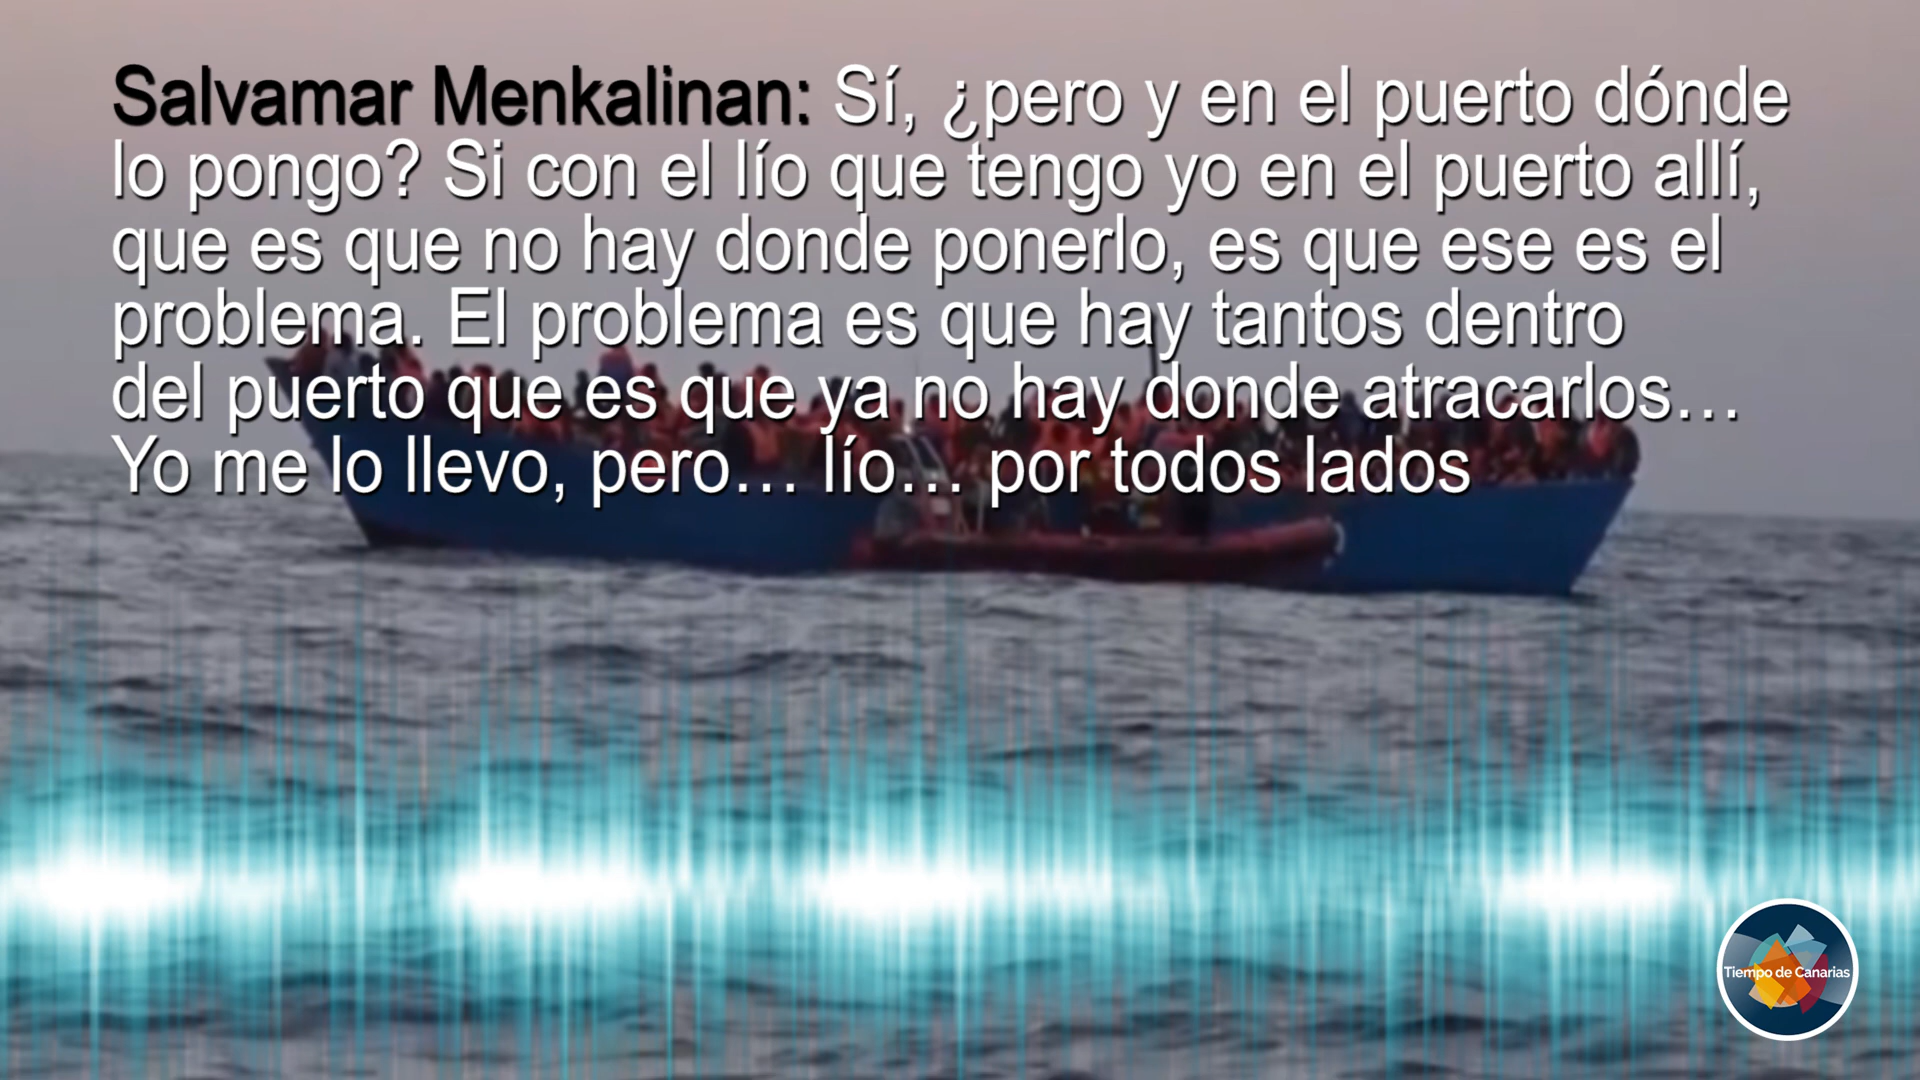 Salvamar Menkalinan: Sí, ¿pero y en el puerto dónde
lo pongo? Si con el lío que tengo yo en el puerto allí,
que es que no hay donde ponerlo, es que ese es el
problema. El problema es que hay tantos dentro
del puerto que es que ya no hay donde atracarlos…
Yo me lo llevo, pero… lío… por todos lados
Tiempo de Canarias